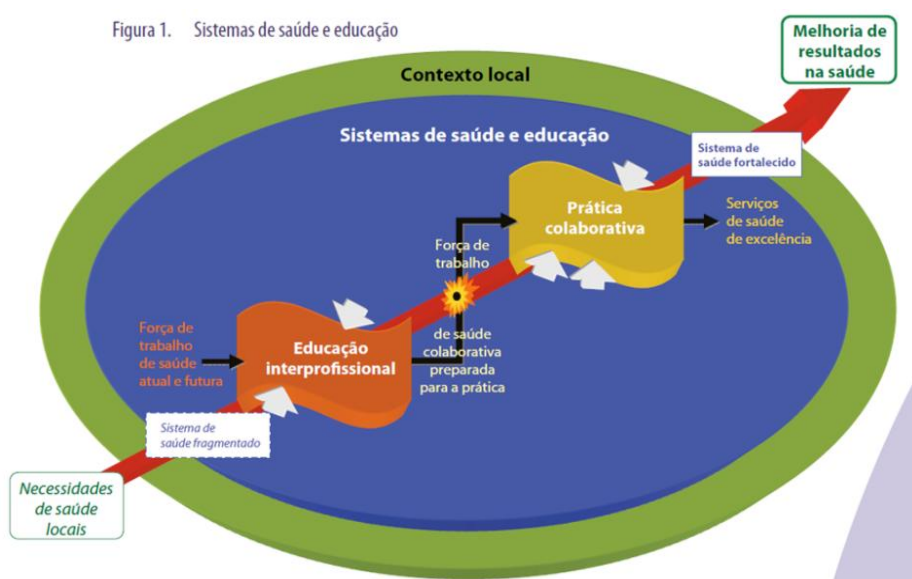 Figura 1. Sistemas de saúde e educação
Melhoria de
resultados
na saúde
Contexto local
Sistemas de saúde e educação
Sistema de
saúde fortalecido
Prática
colaborativa
Serviços
de saúde
de excelência
Força de
trabalho
de saúde
colaborativa
preparada
para a prática
Educação
interprofissional
Força de
trabalho
de saúde
atual e futura
Sistema de
saúde fragmentado
Necessidades
de saúde
locais